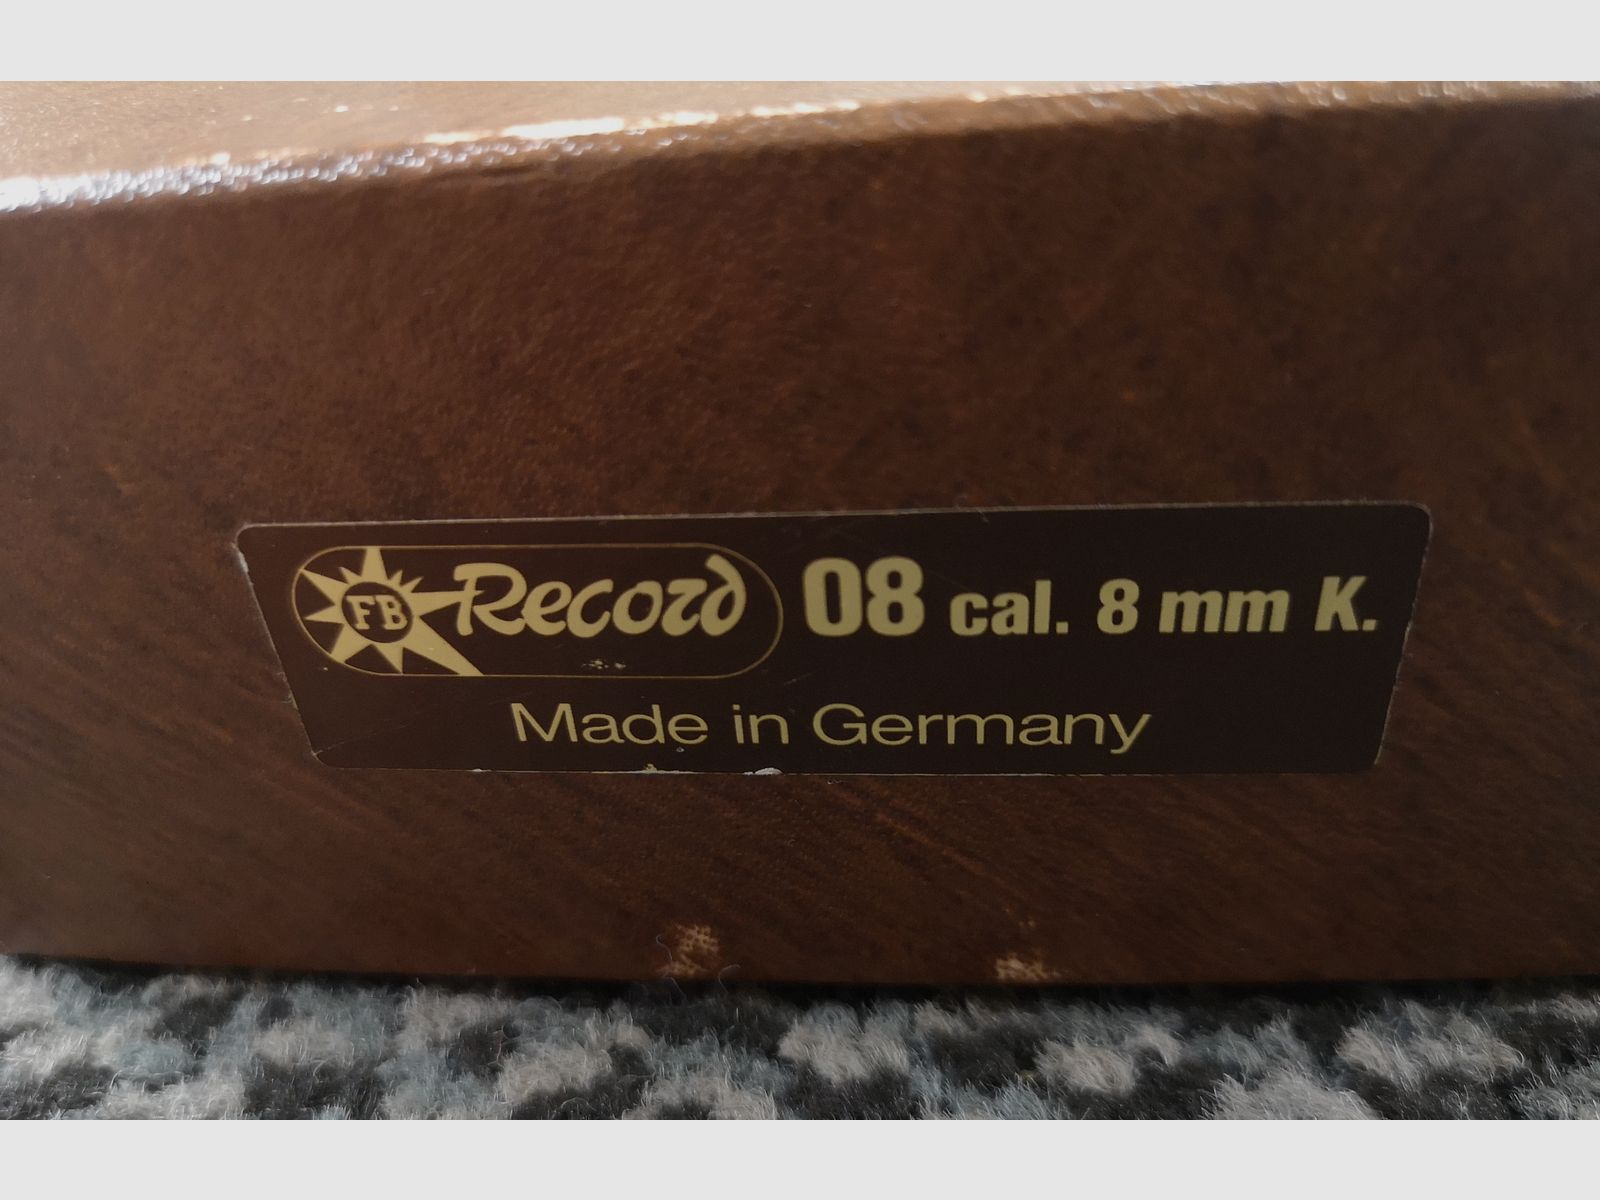 FB Record 08 cal. 8 mm K.
Made in Germany